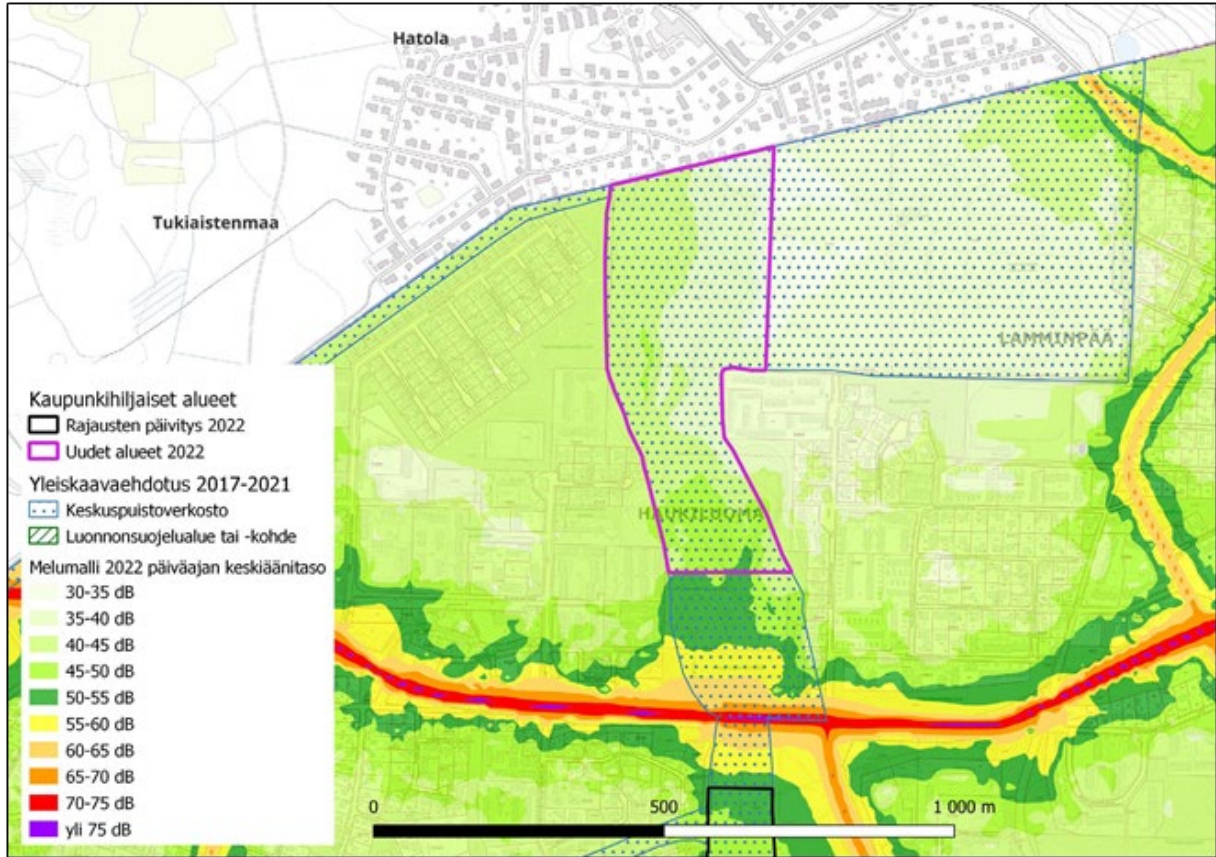 Hatola
Tukiaistenmaa
LAMMINPÄÄ
HAUKILUOMA
Kaupunkihiljaiset alueet
Rajausten päivitys 2022
Uudet alueet 2022
Yleiskaavaehdotus 2017-2021
Keskuspuistoverkosto
Luonnonsuojelualue tai -kohde
Melumalli 2022 päiväajan keskiäänitaso
30-35 dB
35-40 dB
40-45 dB
45-50 dB
50-55 dB
55-60 dB
60-65 dB
65-70 dB
70-75 dB
yli 75 dB
0 500 1 000 m